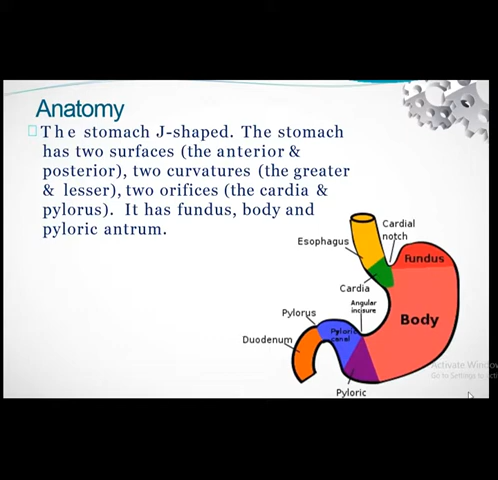 Anatomy
The stomach J-shaped. The stomach
has two surfaces (the anterior &
posterior), two curvatures (the greater
& lesser), two orifices (the cardia &
pylorus). It has fundus, body and
pyloric antrum.
Cardial
notch
Esophagus
Fundus
Cardia
Angular
incisure
Pylorus
Body
Pyloric
canal
Duodenum
Pyloric
Activate Windo
Go to Settings to acti